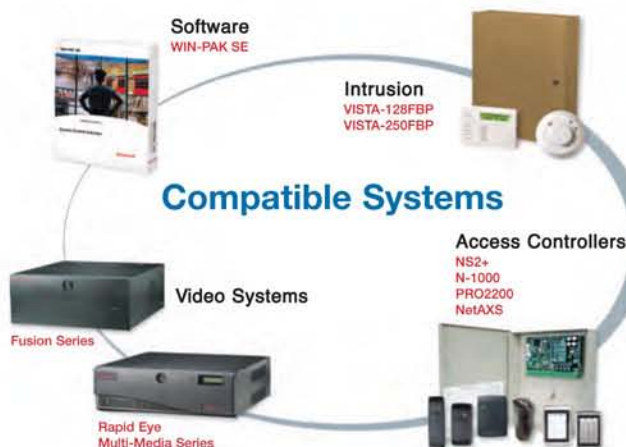 Software
WIN-PAK SE
Intrusion
VISTA-128FBP
VISTA-250FBP
Compatible Systems
Access Controllers
NS2+
N-1000
PRO2200
NetAXS
Video Systems
Fusion Series
Rapid Eye
Multi-Media Series